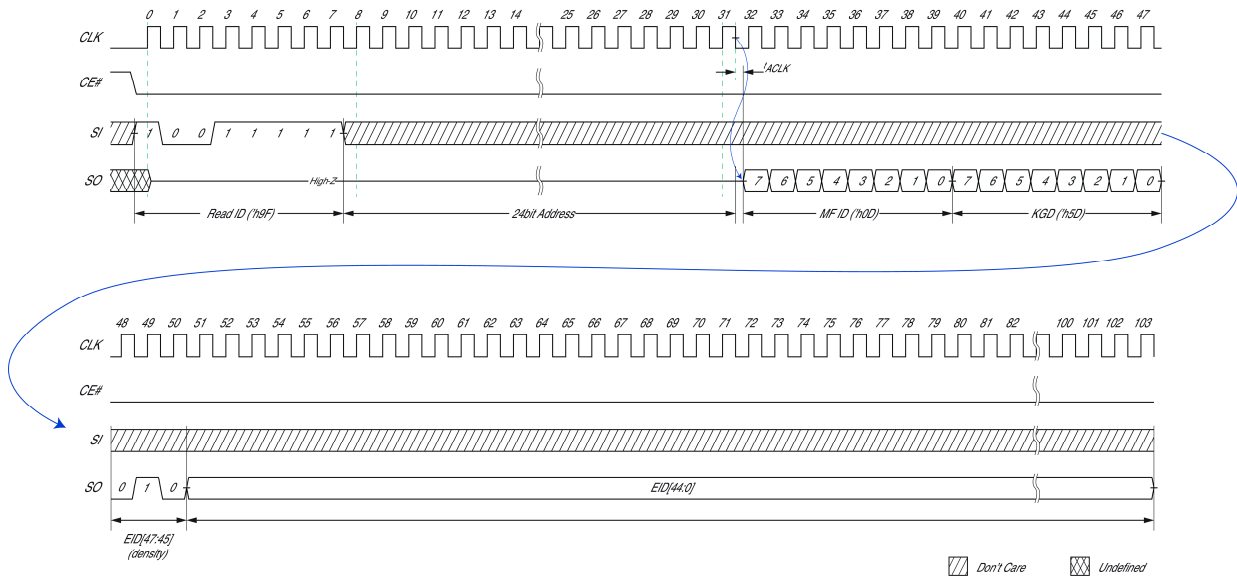 0 1 2 3 4 5 6 7 8 9 10 11 12 13 14 25 26 27 28 29 30 31 32 33 34 35 36 37 38 39 40 41 42 43 44 45 46 47
CLK
tACLK
CE#
SI 1 0 0 1 1 1 1 1
SO High-Z 7 6 5 4 3 2 1 0 7 6 5 4 3 2 1 0
Read ID ('h9F) 24bit Address MF ID ('h0D) KGD ('h5D)
48 49 50 51 52 53 54 55 56 57 58 59 60 61 62 63 64 65 66 67 68 69 70 71 72 73 74 75 76 77 78 79 80 81 82 100 101 102 103
CLK
CE#
SI
SO 0 1 0 EID[44:0]
EID[47:45]
(density)
Don't Care Undefined